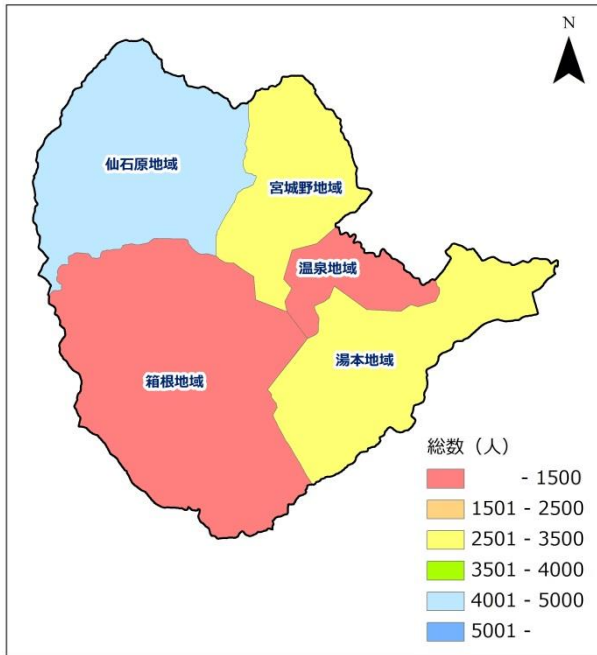 N
仙石原地域
宮城野地域
温泉地域
湯本地域
箱根地域
総数（人）
- 1500
1501 - 2500
2501 - 3500
3501 - 4000
4001 - 5000
5001 -